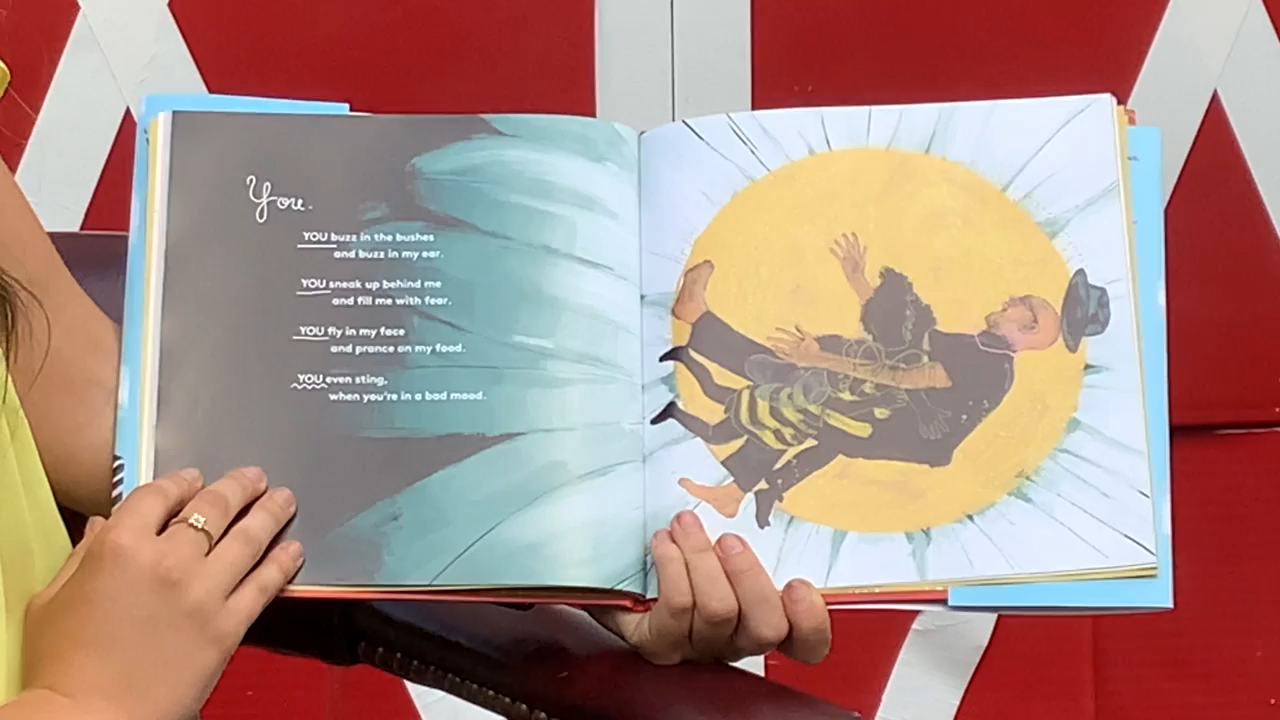 You.
YOU buzz in the bushes
and buzz in my ear.
YOU sneak up behind me
and fill me with fear.
YOU fly in my face
and prance on my food.
YOU even sting,
when you're in a bad mood.